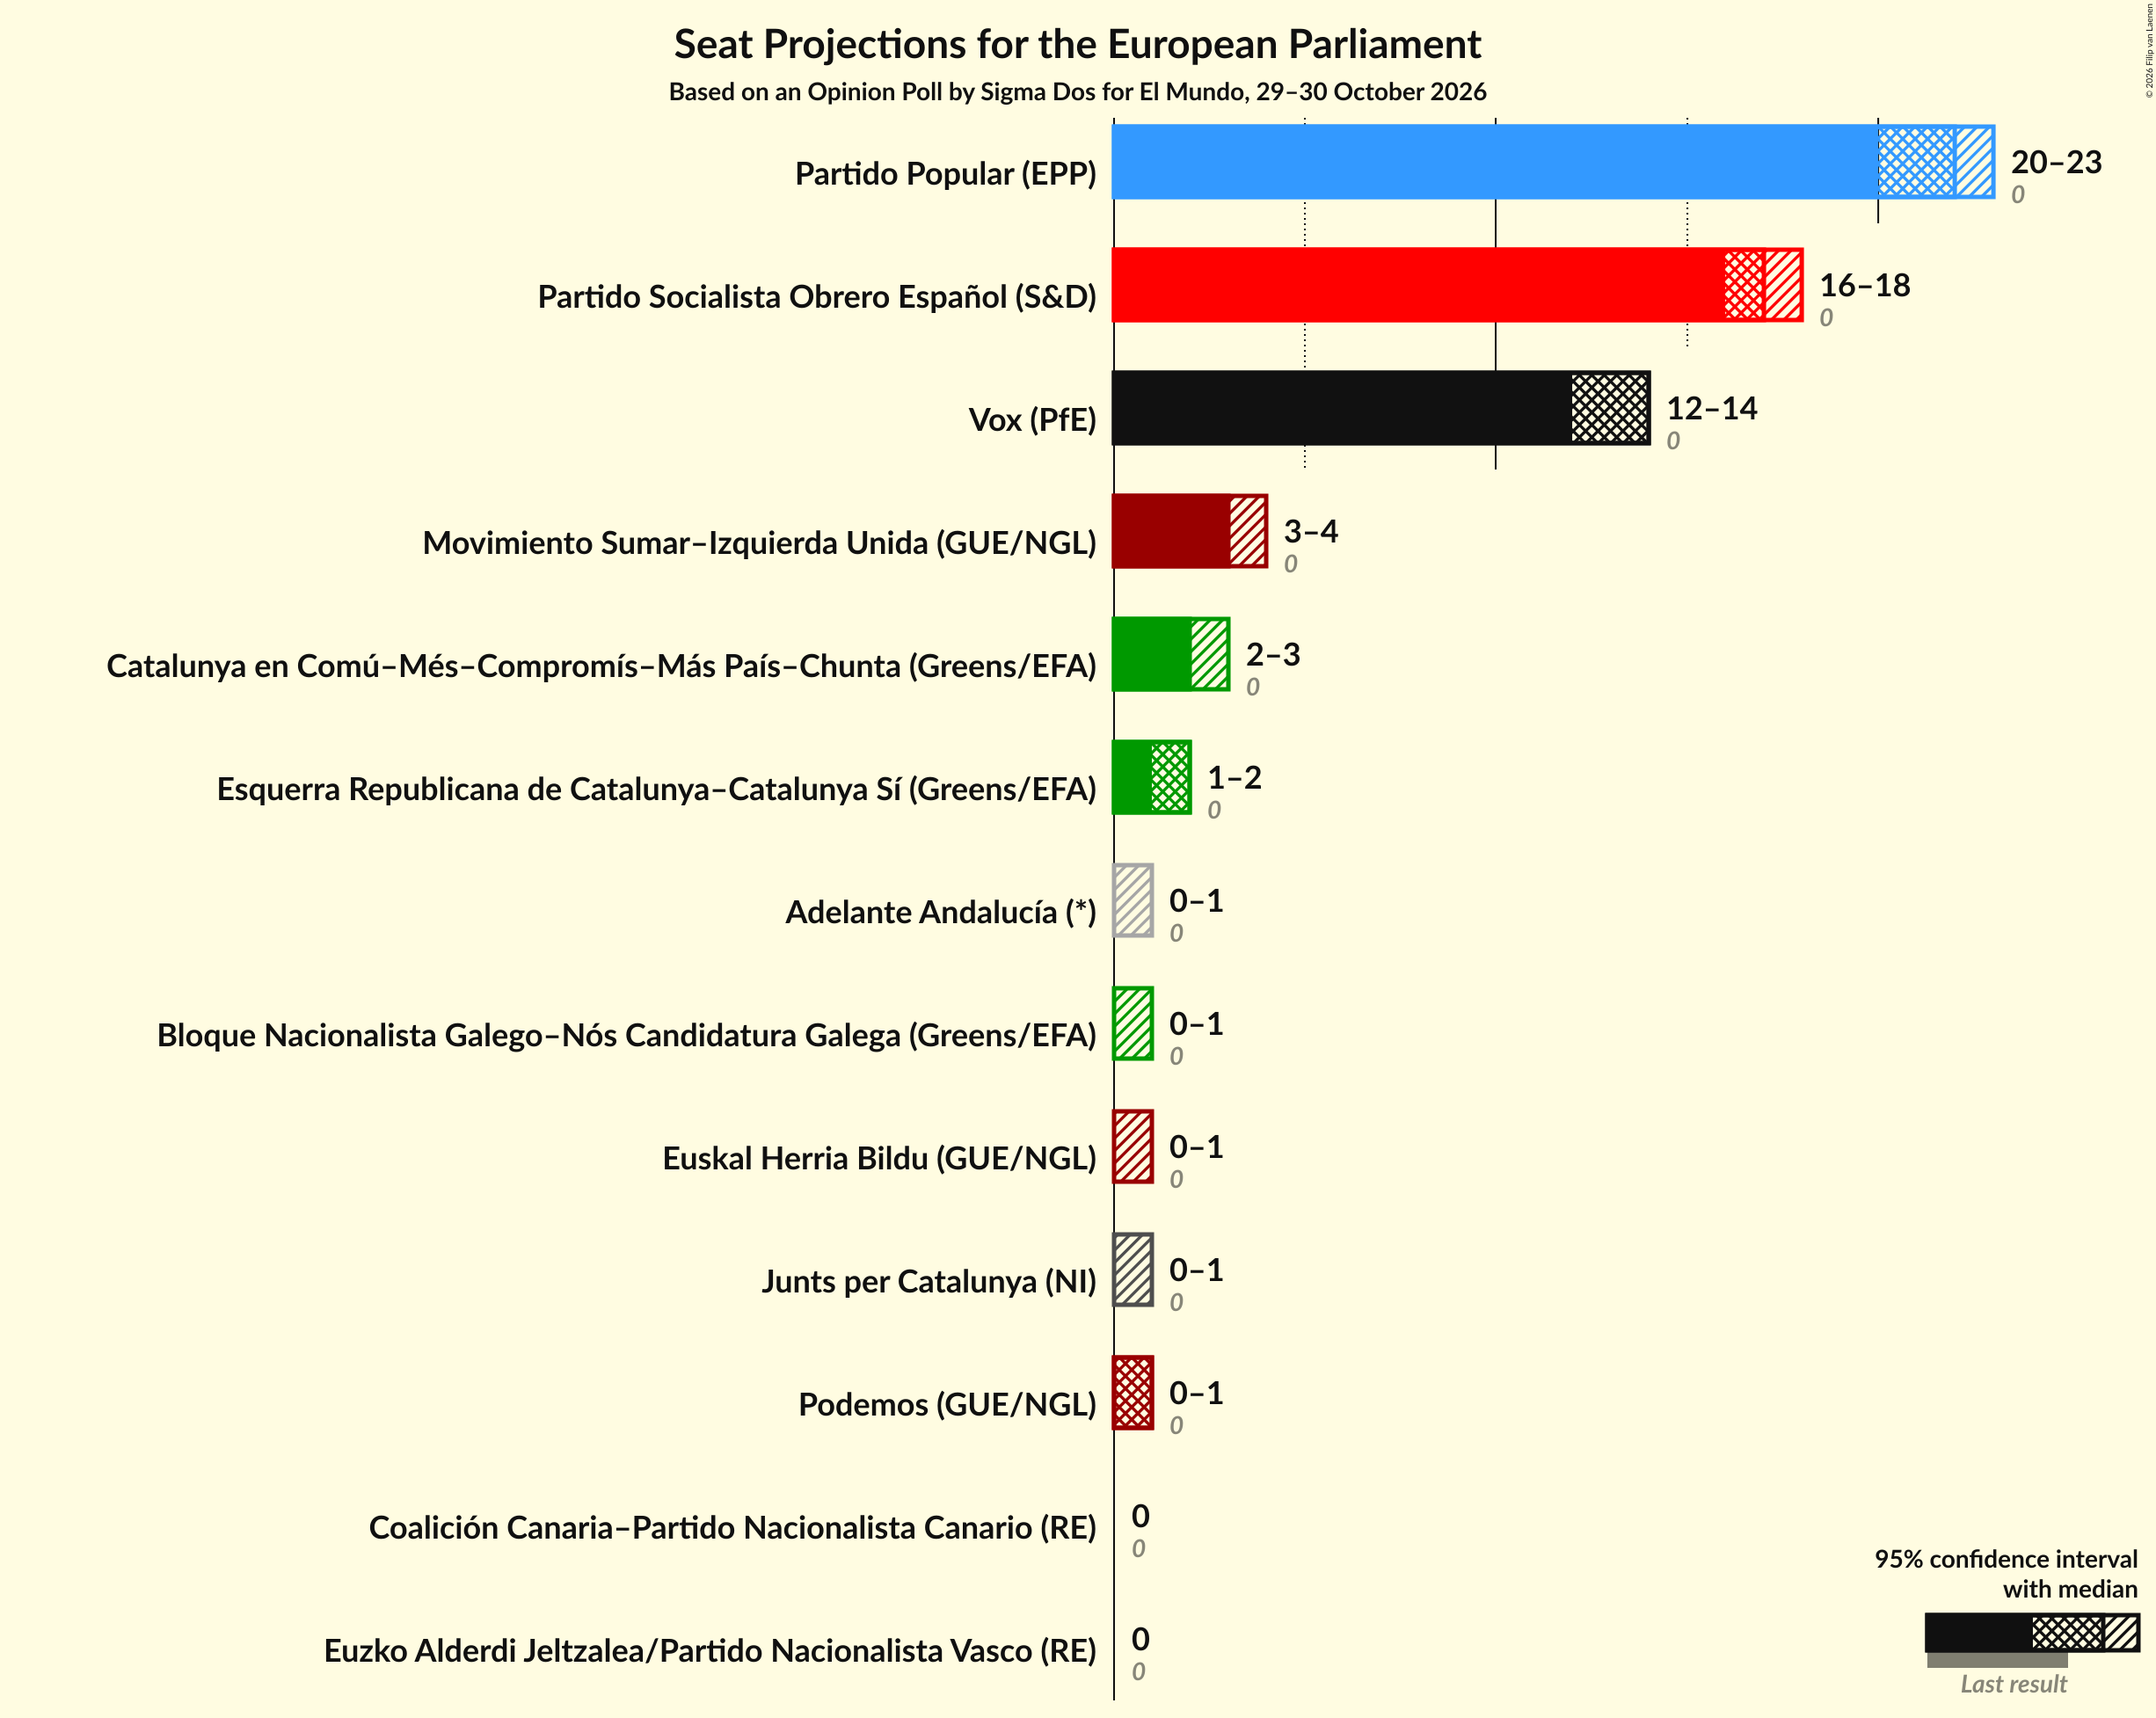 Seat Projections for the European Parliament
Based on an Opinion Poll by Sigma Dos for El Mundo, 29–30 October 2026
© 2026 Filip van Laenen
Partido Popular (EPP)
20–23
0
Partido Socialista Obrero Español (S&D)
16–18
0
Vox (PfE)
12–14
0
Movimiento Sumar–Izquierda Unida (GUE/NGL)
3–4
0
Catalunya en Comú–Més–Compromís–Más País–Chunta (Greens/EFA)
2–3
0
Esquerra Republicana de Catalunya–Catalunya Sí (Greens/EFA)
1–2
0
Adelante Andalucía (*)
0–1
0
Bloque Nacionalista Galego–Nós Candidatura Galega (Greens/EFA)
0–1
0
Euskal Herria Bildu (GUE/NGL)
0–1
0
Junts per Catalunya (NI)
0–1
0
Podemos (GUE/NGL)
0–1
0
Coalición Canaria–Partido Nacionalista Canario (RE)
0
0
Euzko Alderdi Jeltzalea/Partido Nacionalista Vasco (RE)
0
0
95% confidence interval
with median
Last result